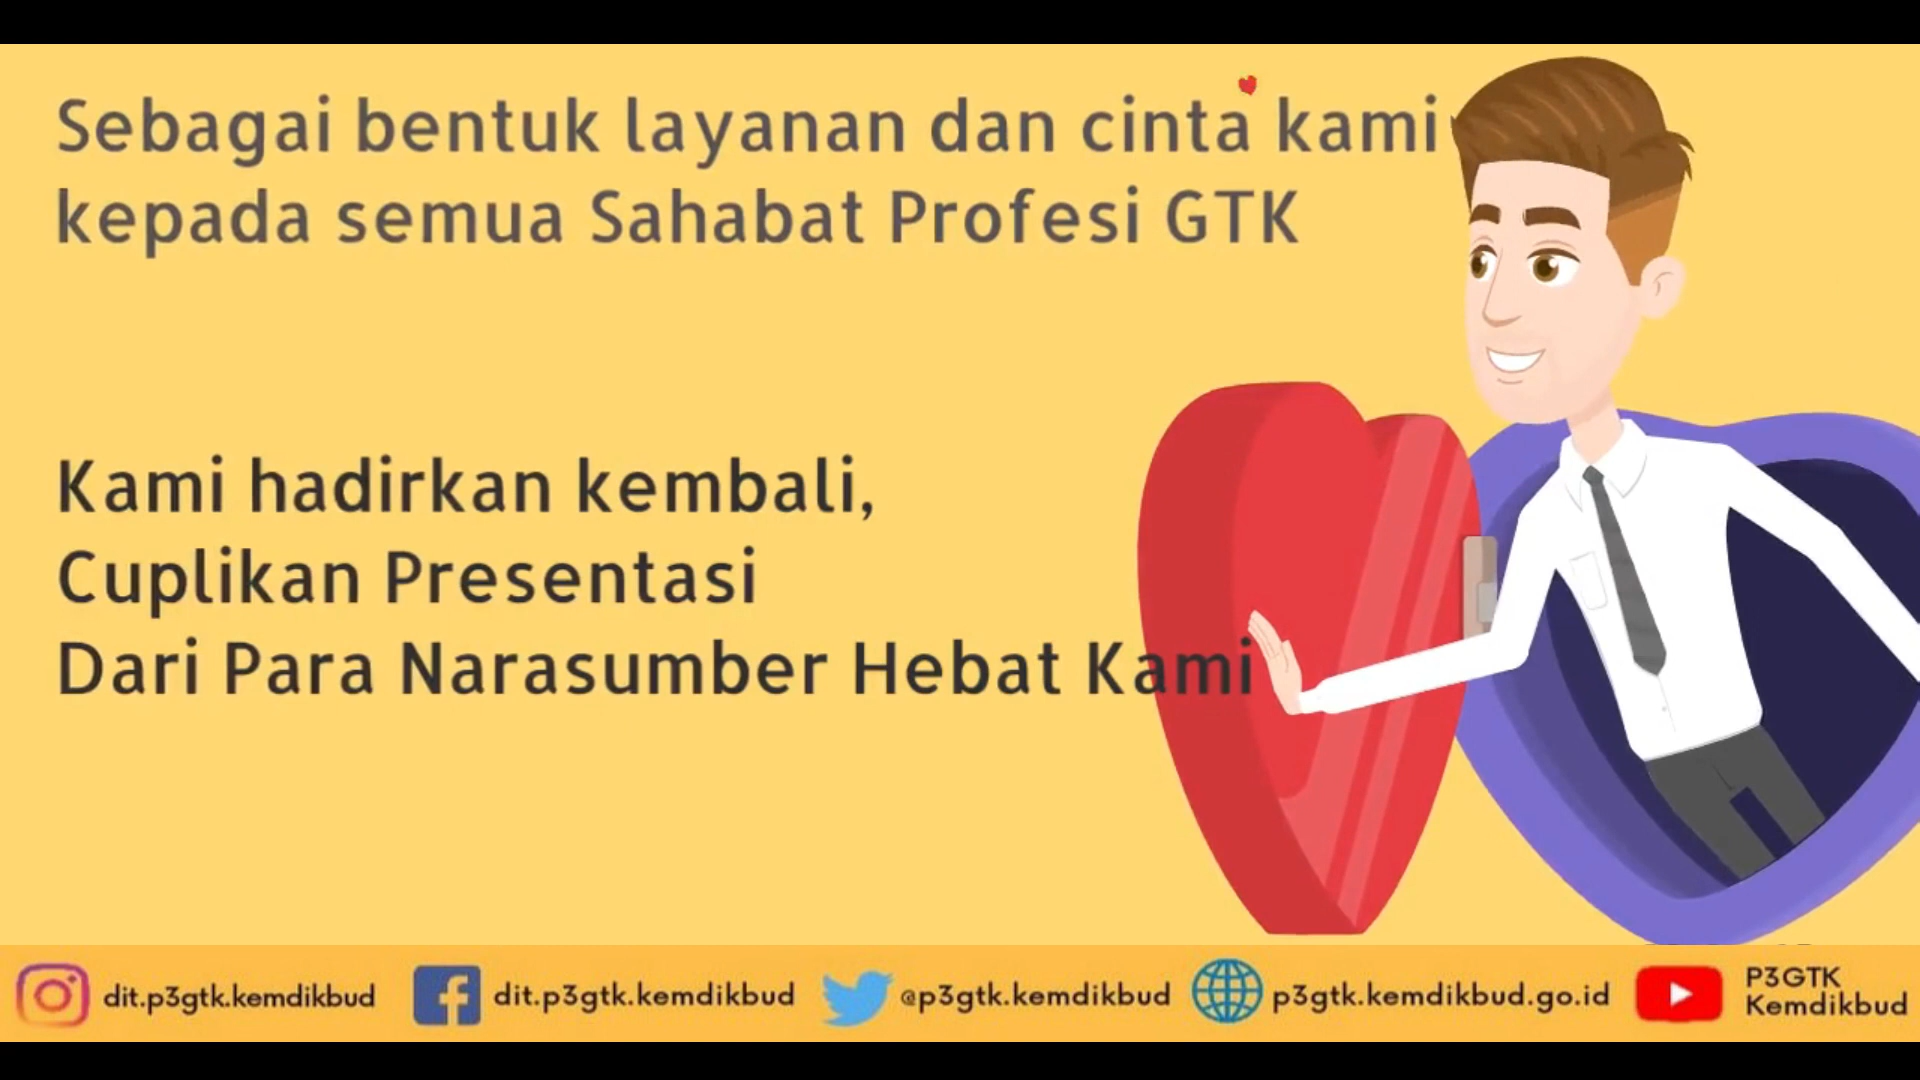 Sebagai bentuk layanan dan cinta kami
kepada semua Sahabat Profesi GTK
Kami hadirkan kembali,
Cuplikan Presentasi
Dari Para Narasumber Hebat Kami
dit.p3gtk.kemdikbud
dit.p3gtk.kemdikbud
@p3gtk.kemdikbud
p3gtk.kemdikbud.go.id
P3GTK
Kemdikbud